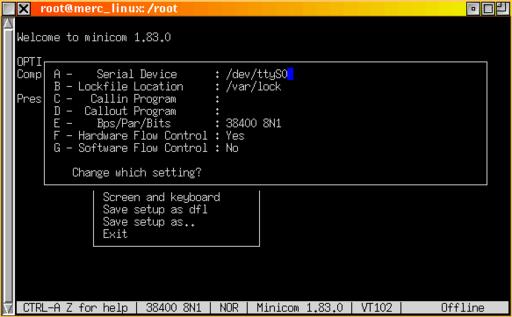 root@merc_linux: /root
Welcome to minicom 1.83.0
OPTI
Comp
Pres
A - Serial Device : /dev/ttyS0
B - Lockfile Location : /var/lock
C - Callin Program :
D - Callout Program :
E - Bps/Par/Bits : 38400 8N1
F - Hardware Flow Control : Yes
G - Software Flow Control : No
Change which setting?
Screen and keyboard
Save setup as dfl
Save setup as..
Exit
CTRL-A Z for help | 38400 8N1 | NOR | Minicom 1.83.0 | VT102 | Offline